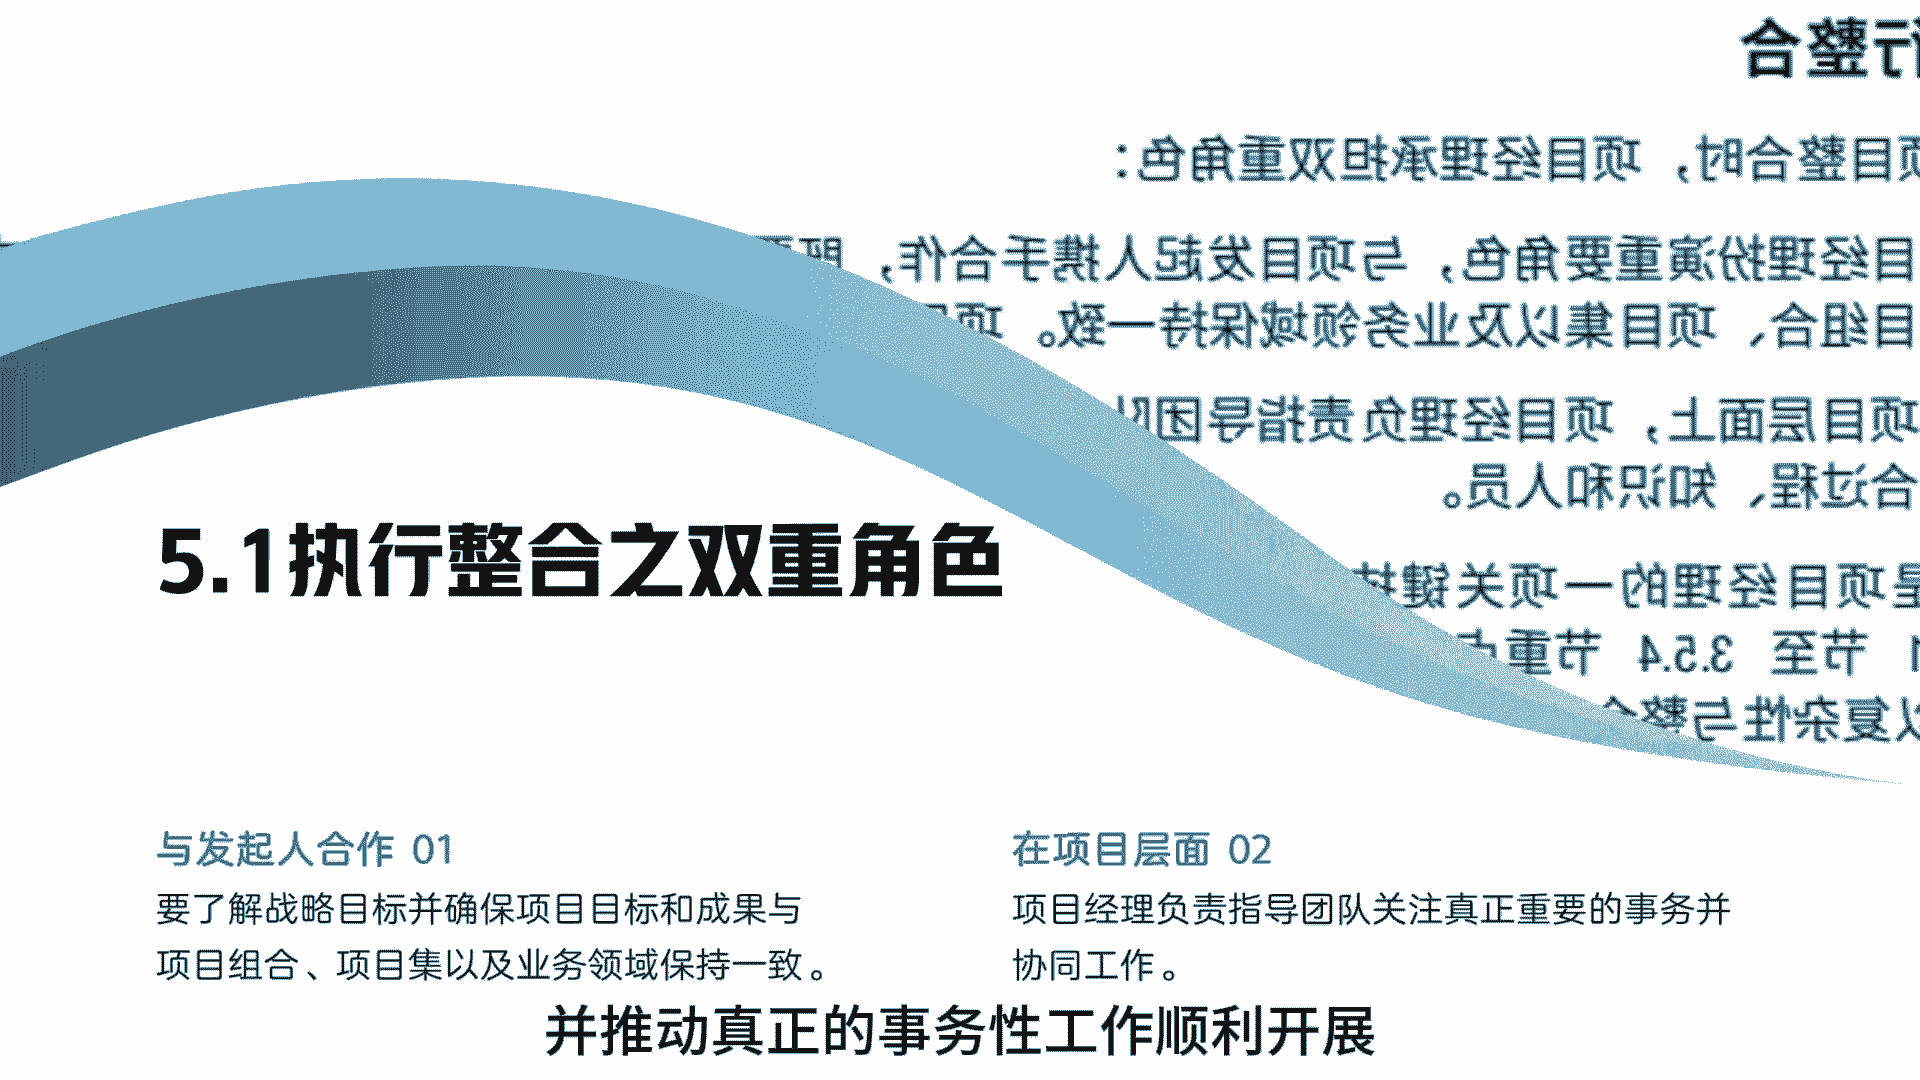 行整合
项目整合时，项目经理承担双重角色：
目经理扮演重要角色，与项目发起人携手合作，既
目组合、项目集以及业务领域保持一致。项
项目层面上，项目经理负责指导团队
合过程、知识和人员。
是项目经理的一项关键
1 节至 3.5.4 节重
以复杂性与整
5.1执行整合之双重角色
与发起人合作 01
要了解战略目标并确保项目目标和成果与
项目组合、项目集以及业务领域保持一致。
在项目层面 02
项目经理负责指导团队关注真正重要的事务并
协同工作。
并推动真正的事务性工作顺利开展